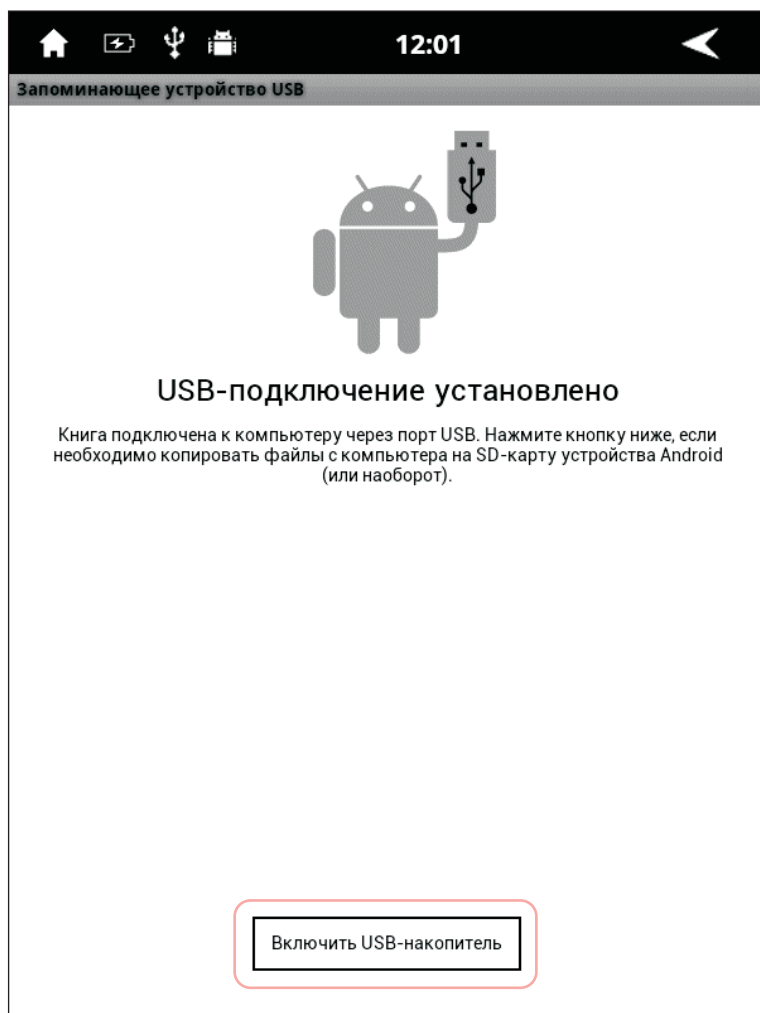 12:01
Запоминающее устройство USB
USB-подключение установлено
Книга подключена к компьютеру через порт USB. Нажмите кнопку ниже, если
необходимо копировать файлы с компьютера на SD-карту устройства Android
(или наоборот).
Включить USB-накопитель